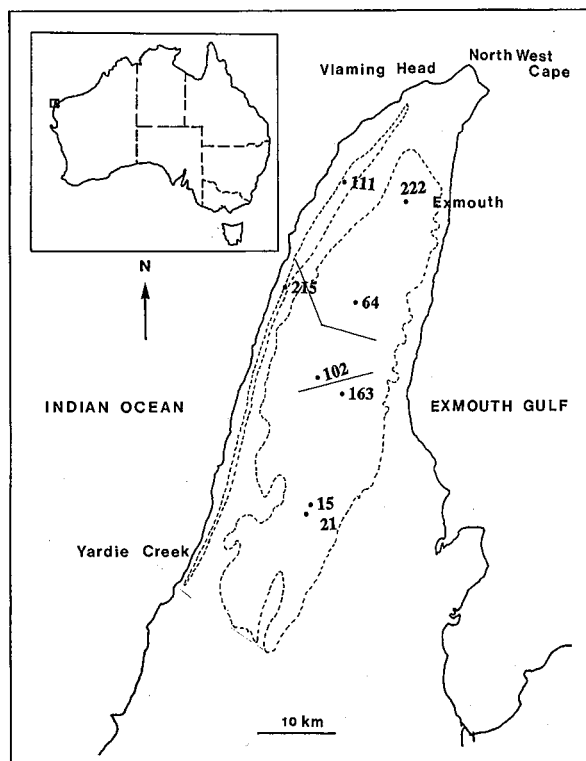 North West
Cape
Vlaming Head
111
222
Exmouth
N
215
64
102
INDIAN OCEAN
163
EXMOUTH GULF
15
21
Yardie Creek
10 km